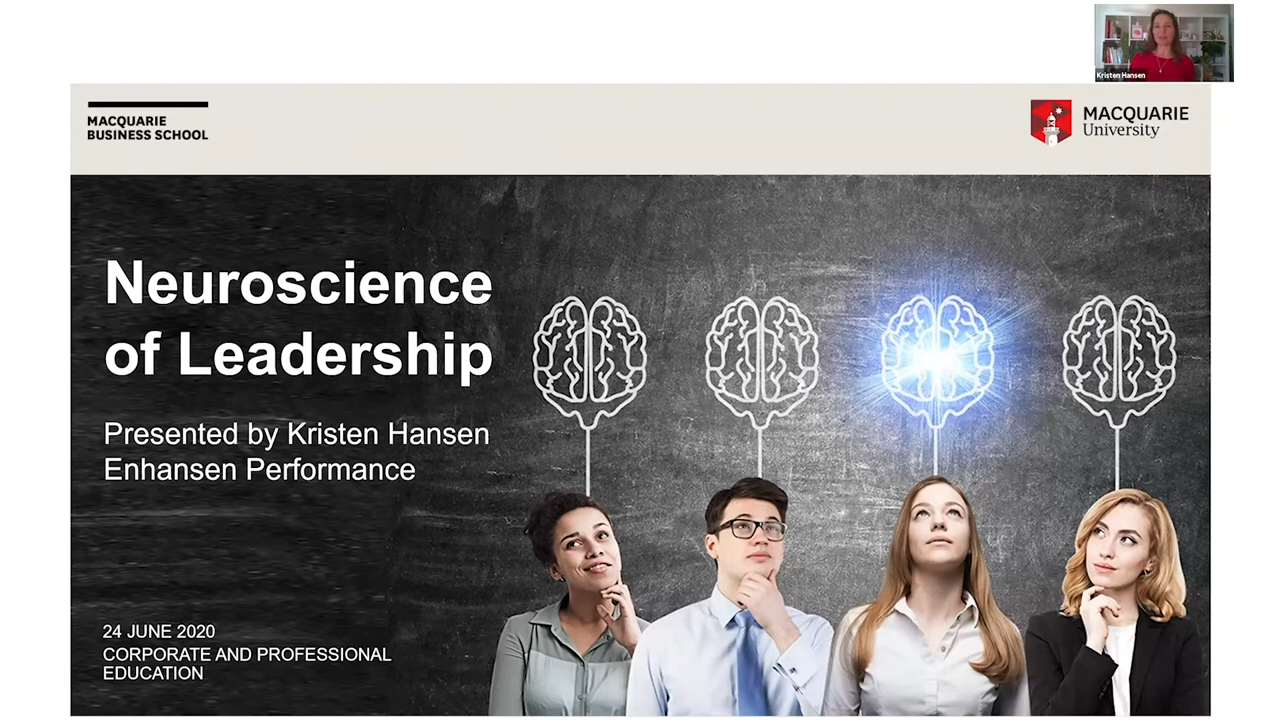 Kristen Hansen
MACQUARIE
BUSINESS SCHOOL
MACQUARIE
University
Neuroscience
of Leadership
Presented by Kristen Hansen
Enhansen Performance
24 JUNE 2020
CORPORATE AND PROFESSIONAL
EDUCATION